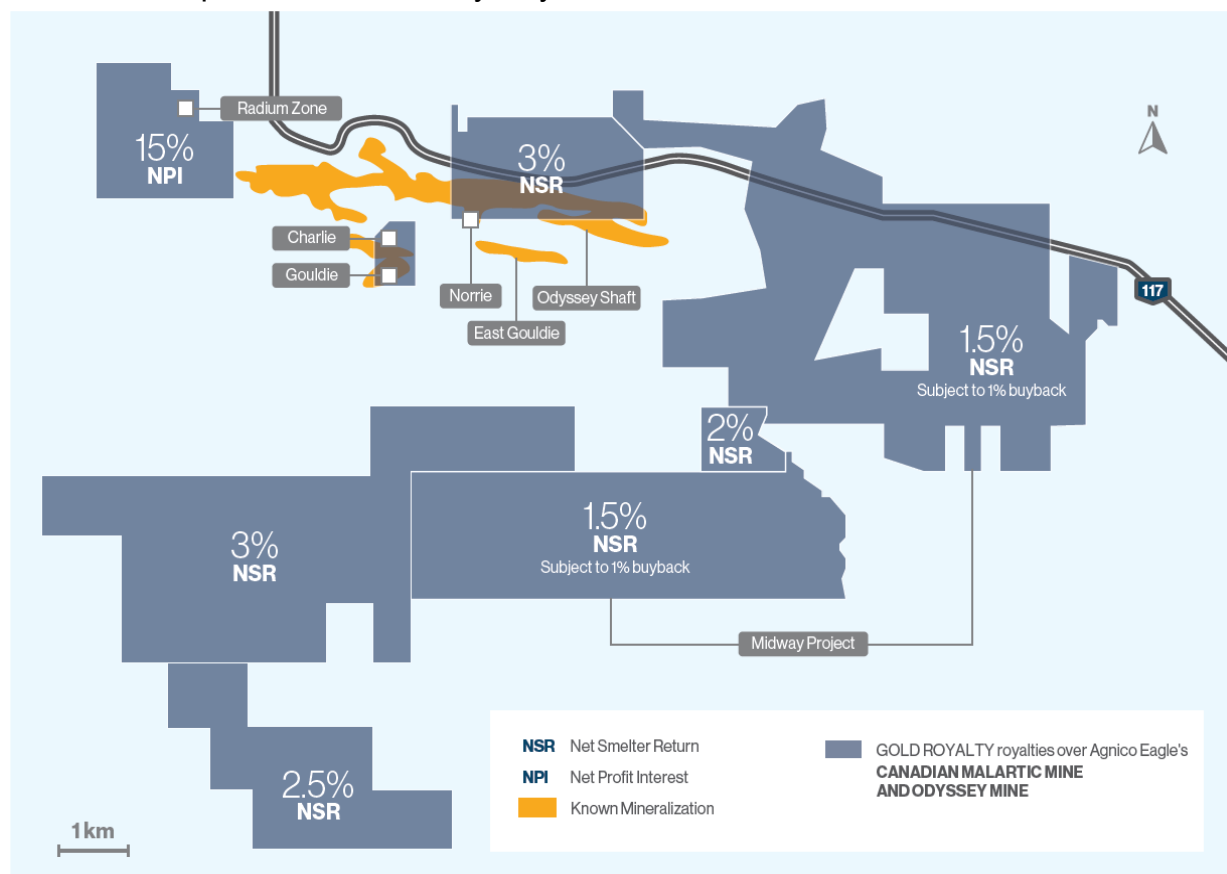 N
Radium Zone
15%
NPI
3%
NSR
Charlie
Gouldie
Norrie
Odyssey Shaft
East Gouldie
117
1.5%
NSR
Subject to 1% buyback
2%
NSR
1.5%
NSR
Subject to 1% buyback
3%
NSR
Midway Project
2.5%
NSR
1km
NSR Net Smelter Return
NPI Net Profit Interest
Known Mineralization
GOLD ROYALTY royalties over Agnico Eagle's
CANADIAN MALARTIC MINE
AND ODYSSEY MINE